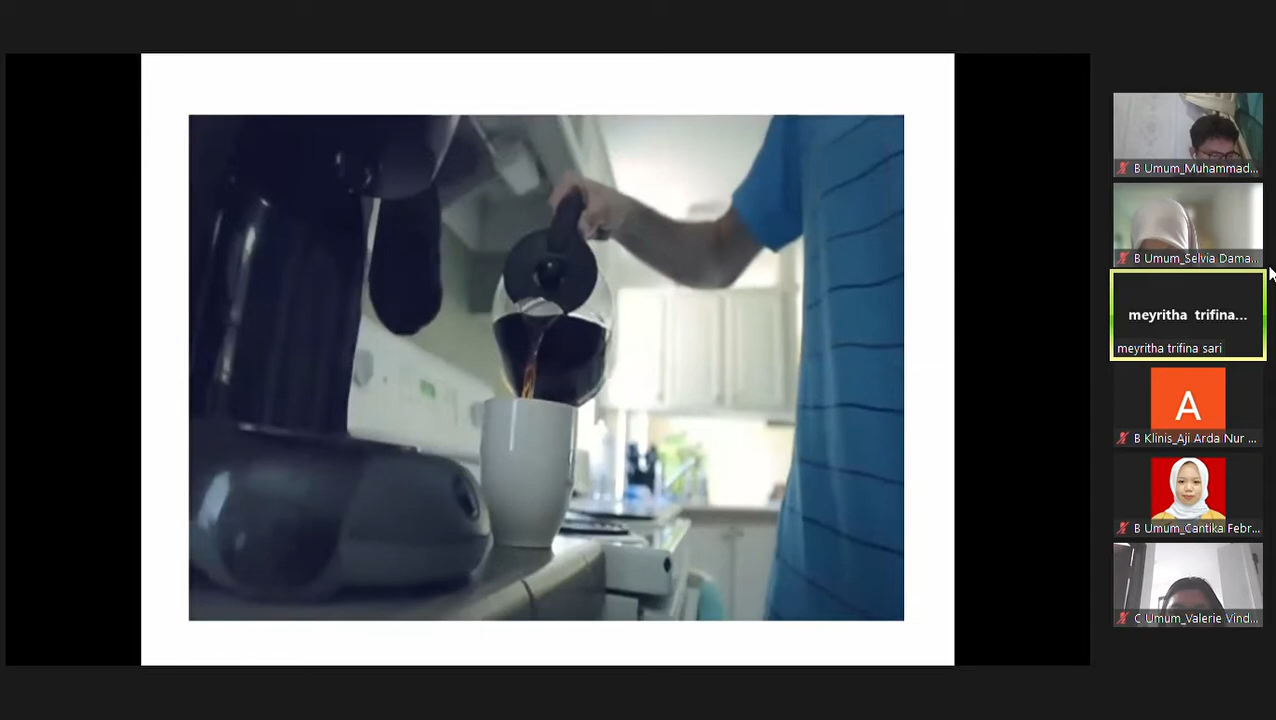 B Umum_Muhammad...
B Umum_Selvia Dama...
meyritha trifina...
meyritha trifina sari
A
B Klinis_Aji Arda Nur ...
B Umum_Cantika Febr...
C Umum_Valerie Vind...